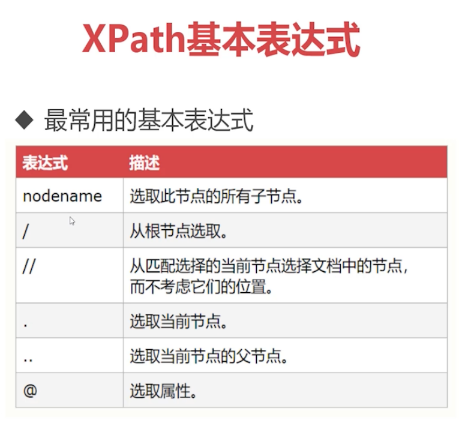 XPath基本表达式
◆ 最常用的基本表达式
表达式 描述
nodename 选取此节点的所有子节点。
/ 从根节点选取。
// 从匹配选择的当前节点选择文档中的节点，
而不考虑它们的位置。
. 选取当前节点。
.. 选取当前节点的父节点。
@ 选取属性。